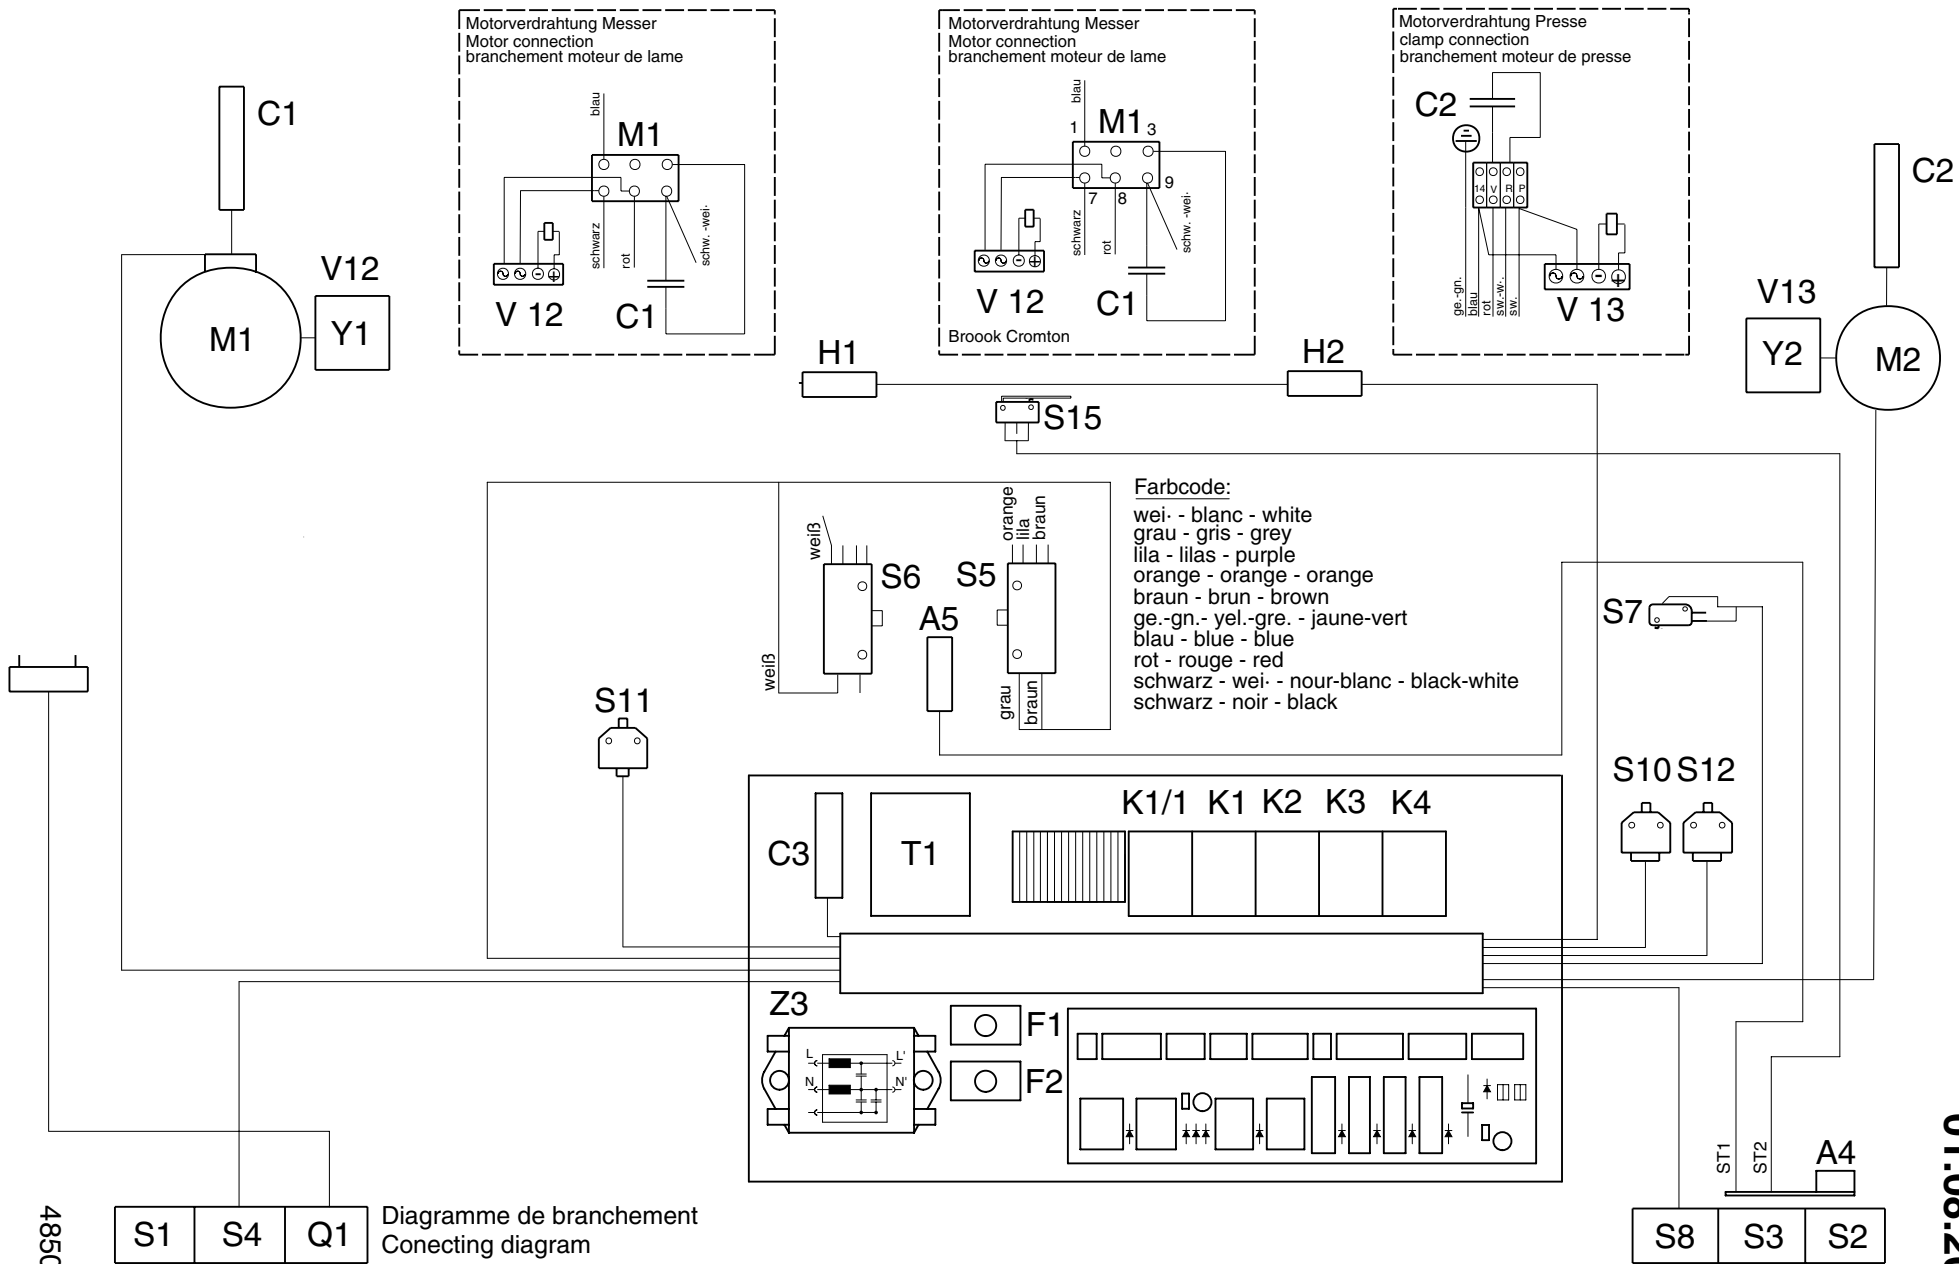 Motorverdrahtung Messer
Motor connection
branchement moteur de lame
blau
M1
schwarz
rot
schw. -wei·
V 12
C1
Motorverdrahtung Messer
Motor connection
branchement moteur de lame
blau
1
M1
3
7
8
9
schwarz
rot
schw. -wei·
V 12
C1
Broook Cromton
Motorverdrahtung Presse
clamp connection
branchement moteur de presse
C2
14 V R P
ge.-gn.
blau
rot
sw.-w·.
sw.
V 13
C1
V12
M1
Y1
C2
V13
Y2
M2
H1
H2
S15
Farbcode:
wei· - blanc - white
grau - gris - grey
lila - lilas - purple
orange - orange - orange
braun - brun - brown
ge.-gn.- yel.-gre. - jaune-vert
blau - blue - blue
rot - rouge - red
schwarz - wei· - nour-blanc - black-white
schwarz - noir - black
weiß
S6
weiß
orange
lila
braun
S5
A5
grau
braun
S7
S11
S10 S12
C3
T1
K1/1 K1 K2 K3 K4
Z3
L
L'
N
N'
F1
F2
ST1
ST2
A4
S1 S4 Q1
Diagramme de branchement
Conecting diagram
S8 S3 S2
4850